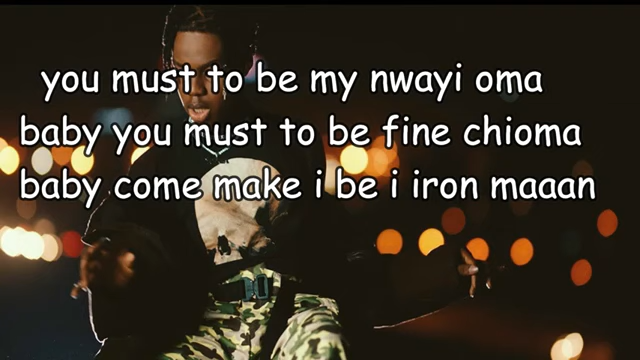 you must to be my nwayi oma
baby you must to be fine chioma
baby come make i be i iron maaan